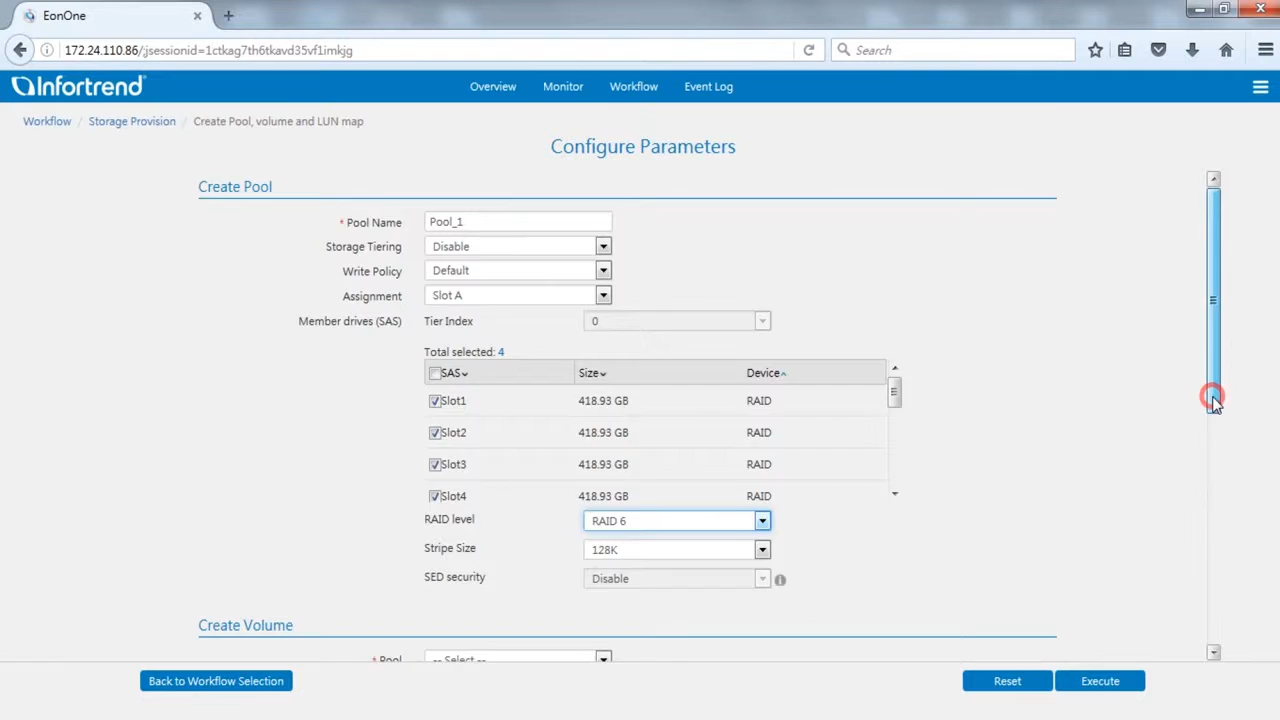 EonOne
172.24.110.86/;jsessionid=1ctkag7th6tkavd35vf1imkjg
Search
Infortrend
Overview
Monitor
Workflow
Event Log
Workflow / Storage Provision / Create Pool, volume and LUN map
Configure Parameters
Create Pool
* Pool Name Pool_1
Storage Tiering Disable
Write Policy Default
Assignment Slot A
Member drives (SAS) Tier Index 0
Total selected: 4
SAS Size Device
Slot1 418.93 GB RAID
Slot2 418.93 GB RAID
Slot3 418.93 GB RAID
Slot4 418.93 GB RAID
RAID level RAID 6
Stripe Size 128K
SED security Disable
Create Volume
* Pool -- Select --
Back to Workflow Selection
Reset
Execute